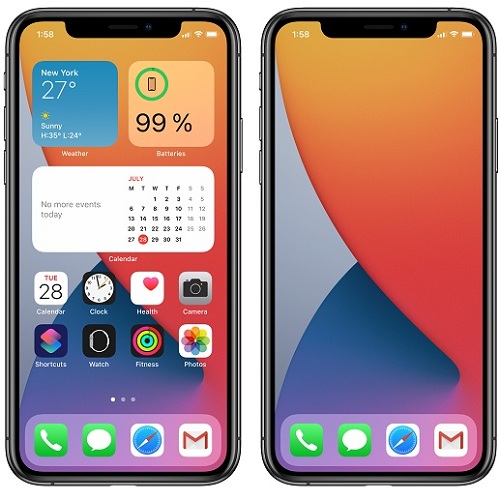 1:58
New York
27°
Sunny
H:35° L:24°
Weather
99 %
Batteries
No more events
today
JULY
M T W T F S S
1 2 3 4 5
6 7 8 9 10 11 12
13 14 15 16 17 18 19
20 21 22 23 24 25 26
27 28 29 30 31
Calendar
TUE
28
Calendar
Clock
Health
Camera
Shortcuts
Watch
Fitness
Photos
1:58